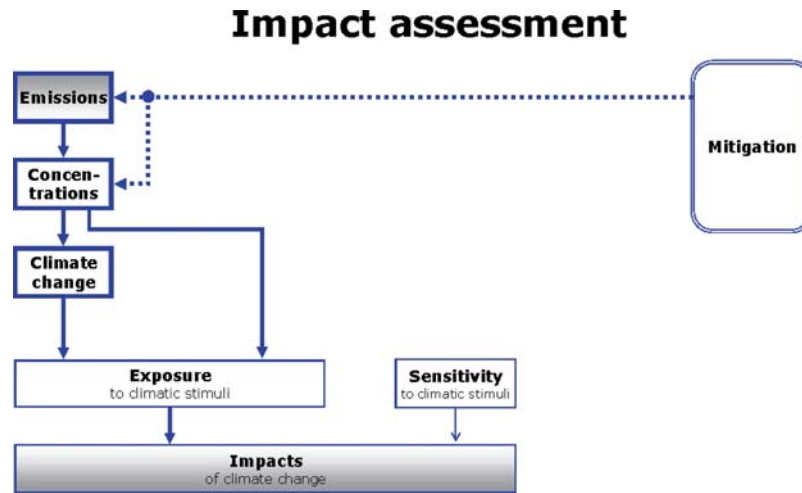 Impact assessment
Emissions
Mitigation
Concen-
trations
Climate
change
Exposure
to climatic stimuli
Sensitivity
to climatic stimuli
Impacts
of climate change